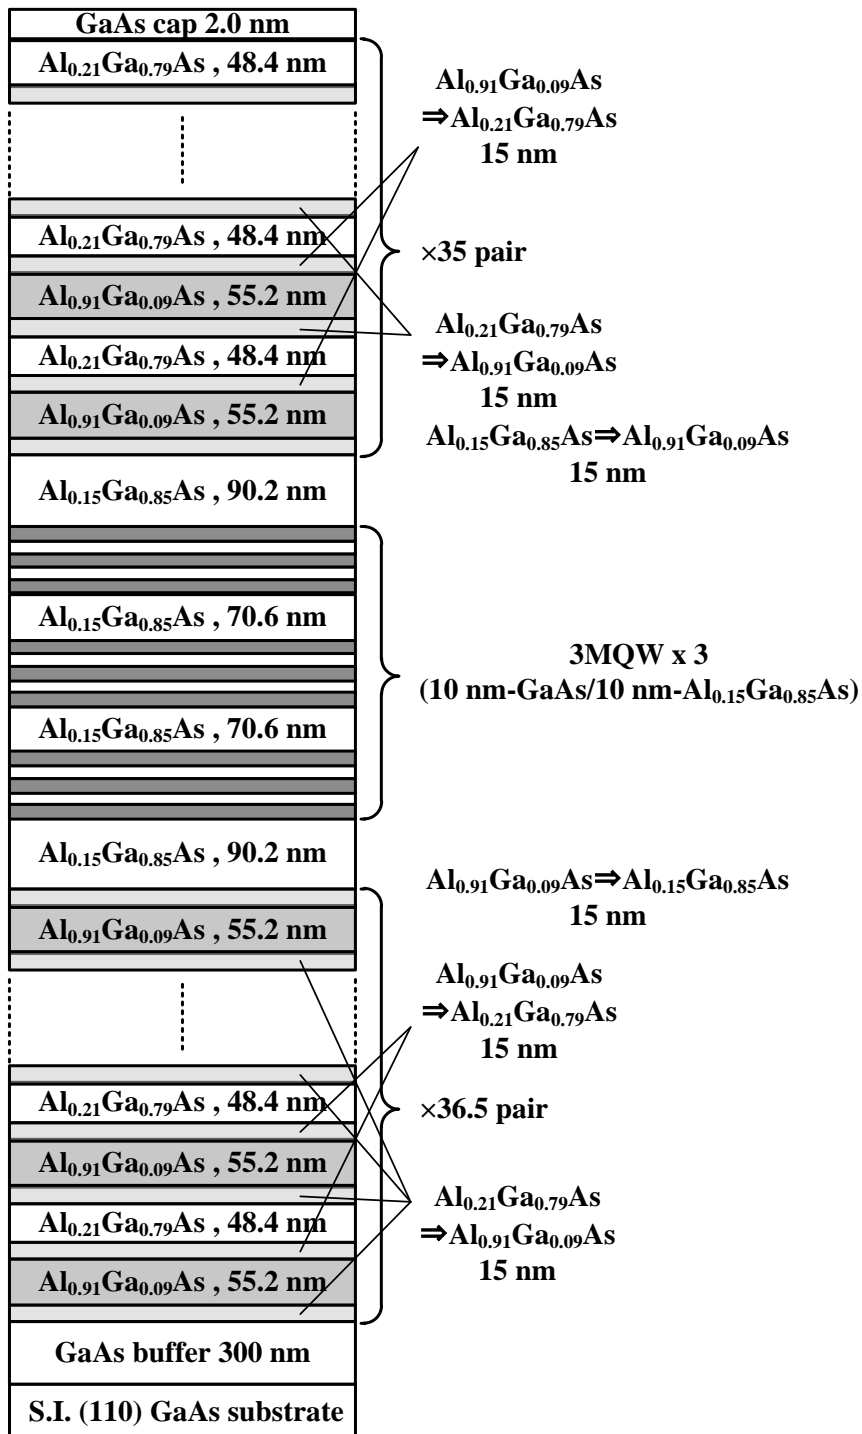 GaAs cap 2.0 nm
Al0.21Ga0.79As , 48.4 nm
Al0.91Ga0.09As
⇒Al0.21Ga0.79As
15 nm
Al0.21Ga0.79As , 48.4 nm
×35 pair
Al0.91Ga0.09As , 55.2 nm
Al0.21Ga0.79As , 48.4 nm
Al0.91Ga0.09As , 55.2 nm
Al0.21Ga0.79As
⇒Al0.91Ga0.09As
15 nm
Al0.15Ga0.85As⇒Al0.91Ga0.09As
15 nm
Al0.15Ga0.85As , 90.2 nm
Al0.15Ga0.85As , 70.6 nm
3MQW x 3
(10 nm-GaAs/10 nm-Al0.15Ga0.85As)
Al0.15Ga0.85As , 70.6 nm
Al0.15Ga0.85As , 90.2 nm
Al0.91Ga0.09As⇒Al0.15Ga0.85As
15 nm
Al0.91Ga0.09As , 55.2 nm
Al0.91Ga0.09As
⇒Al0.21Ga0.79As
15 nm
Al0.21Ga0.79As , 48.4 nm
×36.5 pair
Al0.91Ga0.09As , 55.2 nm
Al0.21Ga0.79As , 48.4 nm
Al0.91Ga0.09As , 55.2 nm
Al0.21Ga0.79As
⇒Al0.91Ga0.09As
15 nm
GaAs buffer 300 nm
S.I. (110) GaAs substrate